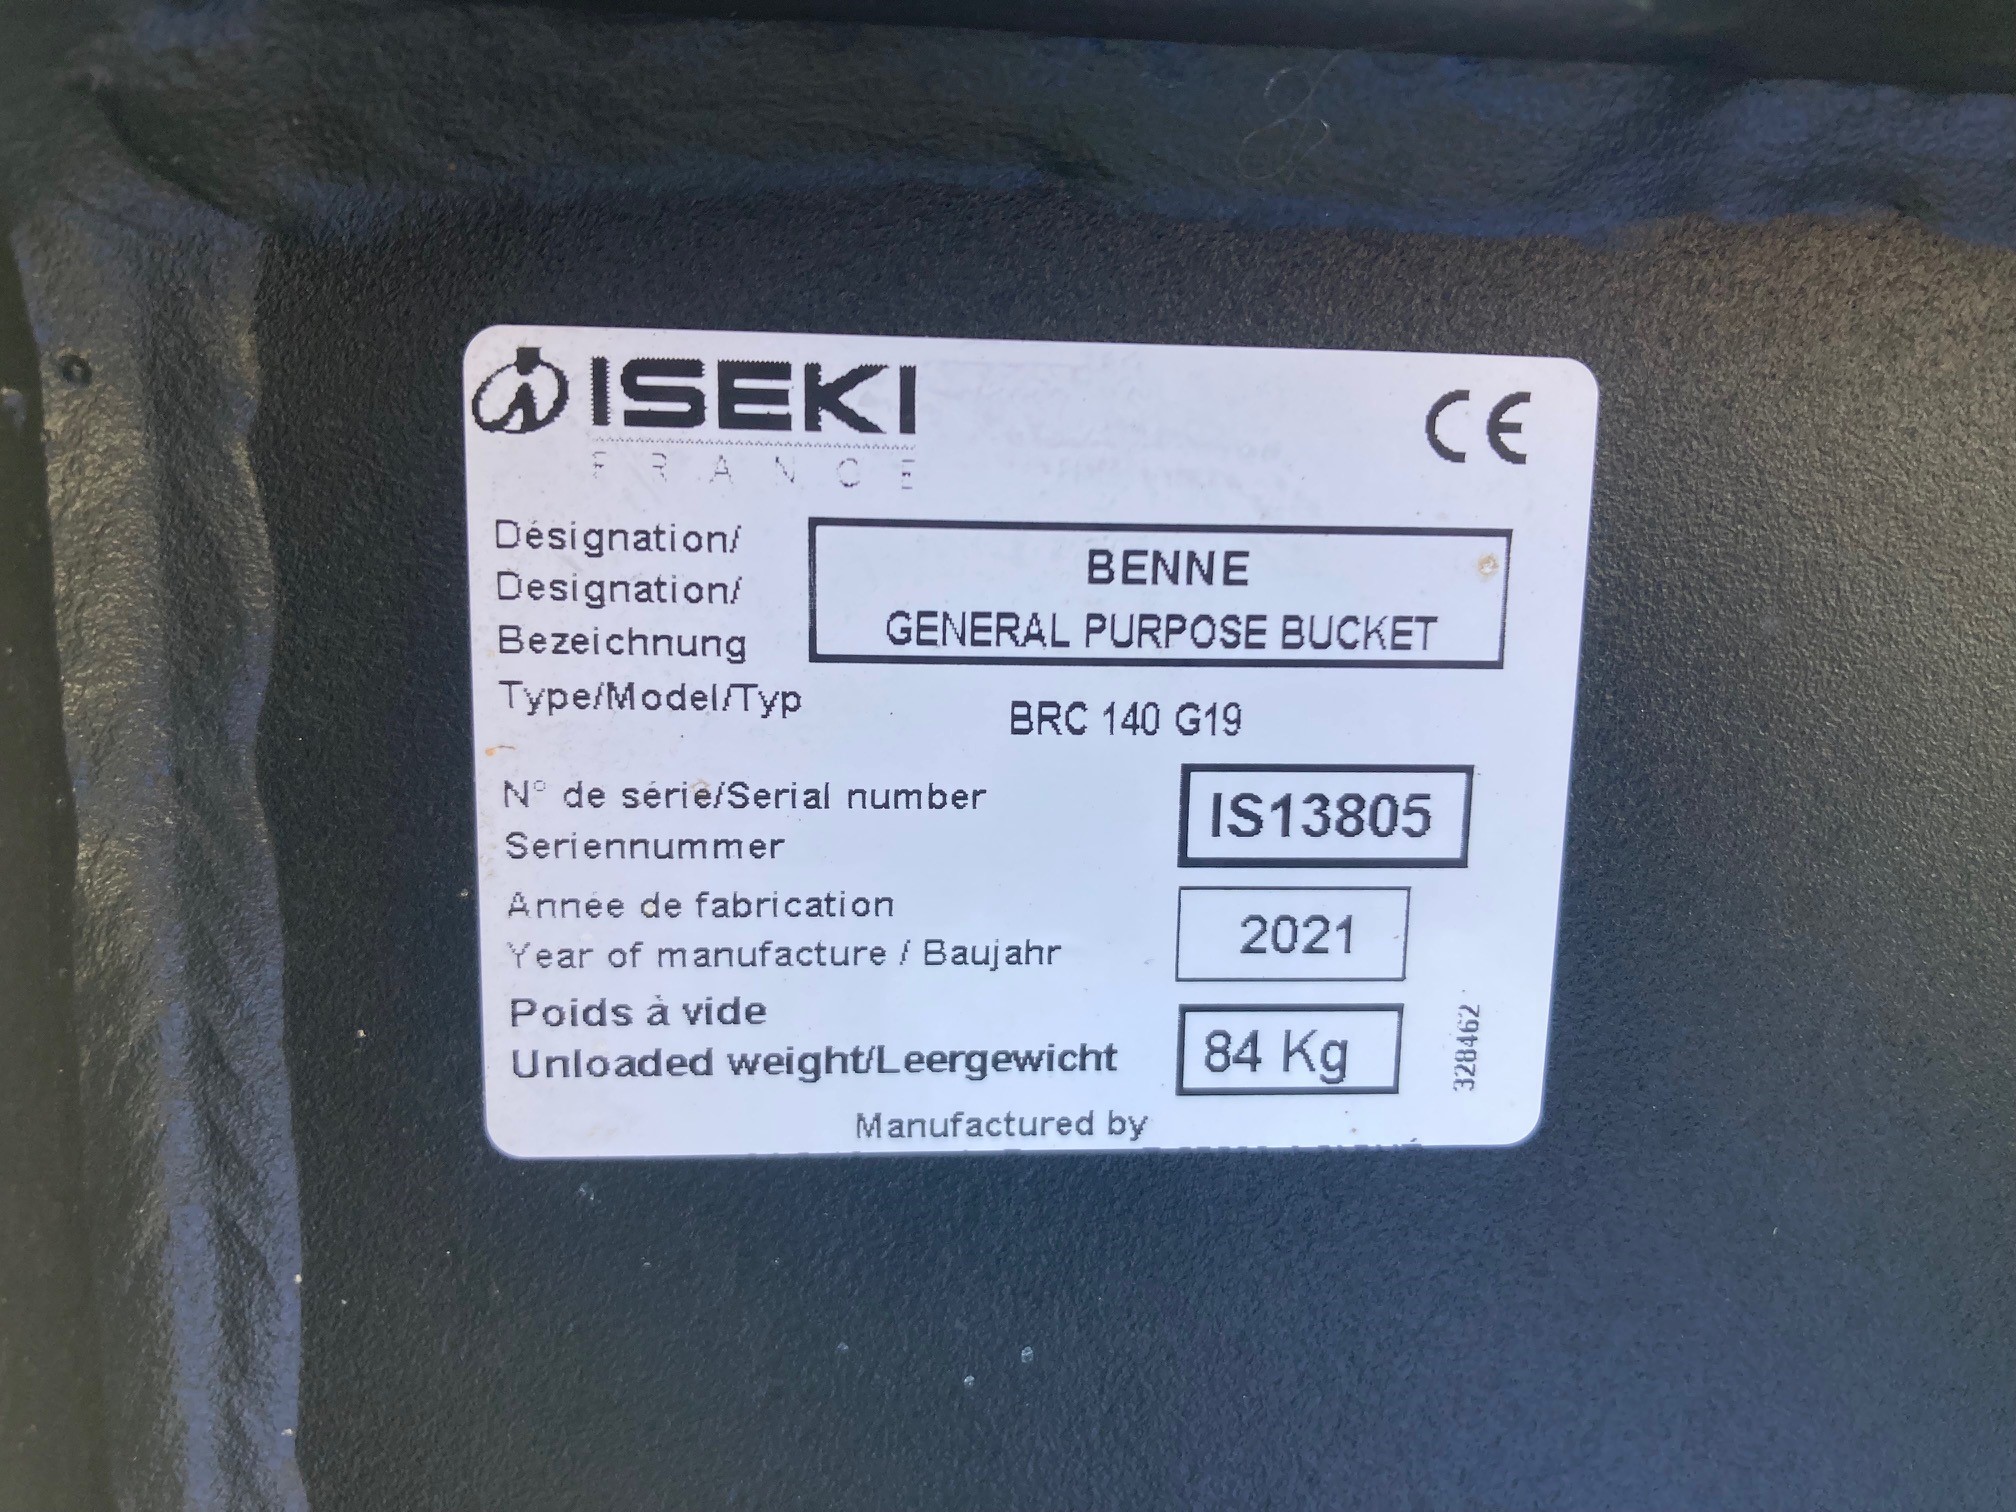 ISEKI
FRANCE
CE
Désignation/
Designation/
Bezeichnung
BENNE
GENERAL PURPOSE BUCKET
Type/Model/Typ
BRC 140 G19
N° de série/Serial number
Seriennummer
IS13805
Année de fabrication
Year of manufacture / Baujahr
2021
Poids à vide
Unloaded weight/Leergewicht
84 Kg
328462
Manufactured by